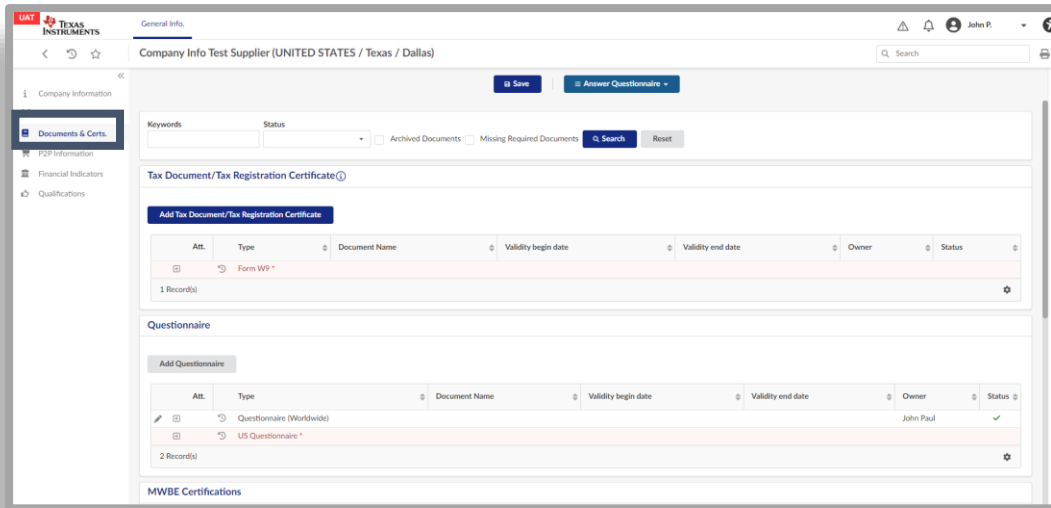 UAT
TEXAS INSTRUMENTS
General Info.
John P.
Company Info Test Supplier (UNITED STATES / Texas / Dallas)
Search
Company Information
Save
Answer Questionnaire
Documents & Certs.
P2P Information
Financial Indicators
Qualifications
Keywords
Status
Archived Documents
Missing Required Documents
Search
Reset
Tax Document/Tax Registration Certificate
Add Tax Document/Tax Registration Certificate
Att. Type Document Name Validity begin date Validity end date Owner Status
Form W9 *
1 Record(s)
Questionnaire
Add Questionnaire
Att. Type Document Name Validity begin date Validity end date Owner Status
Questionnaire (Worldwide) John Paul
US Questionnaire *
2 Record(s)
MWBE Certifications